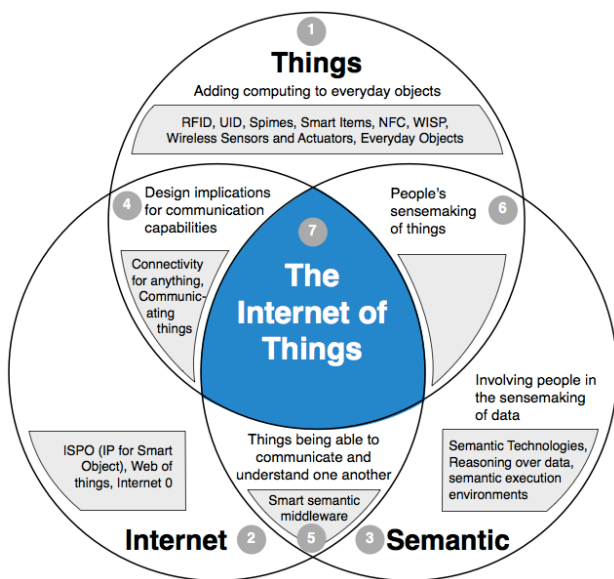 1
Things
Adding computing to everyday objects
RFID, UID, Spimes, Smart Items, NFC, WISP,
Wireless Sensors and Actuators, Everyday Objects
4
Design implications
for communication
capabilities
Connectivity
for anything,
Communic-
ating
things
7
The
Internet of
Things
People's
sensemaking
of things
6
ISPO (IP for Smart
Object), Web of
things, Internet 0
Internet
2
Things being able to
communicate and
understand one another
Smart semantic
middleware
5
Involving people in
the sensemaking
of data
Semantic Technologies,
Reasoning over data,
semantic execution
environments
3
Semantic